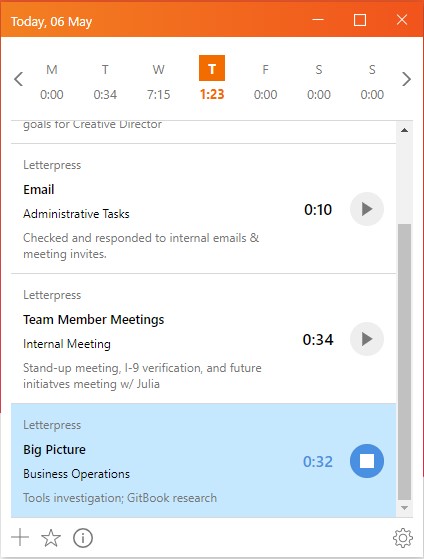 Today, 06 May
M T W T F S S
0:00 0:34 7:15 1:23 0:00 0:00 0:00
goals for Creative Director
Letterpress
Email
Administrative Tasks
0:10
Checked and responded to internal emails &
meeting invites.
Letterpress
Team Member Meetings
Internal Meeting
0:34
Stand-up meeting, I-9 verification, and future
initiatves meeting w/ Julia
Letterpress
Big Picture
Business Operations
0:32
Tools investigation; GitBook research